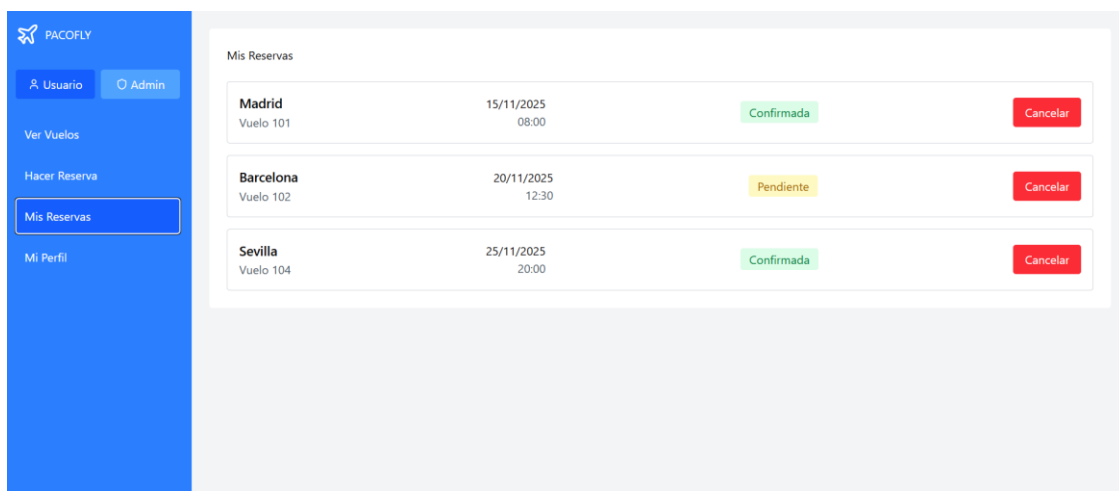 PACOFLY
Usuario
Admin
Ver Vuelos
Hacer Reserva
Mis Reservas
Mi Perfil
Mis Reservas
Madrid
Vuelo 101
15/11/2025
08:00
Confirmada
Cancelar
Barcelona
Vuelo 102
20/11/2025
12:30
Pendiente
Cancelar
Sevilla
Vuelo 104
25/11/2025
20:00
Confirmada
Cancelar